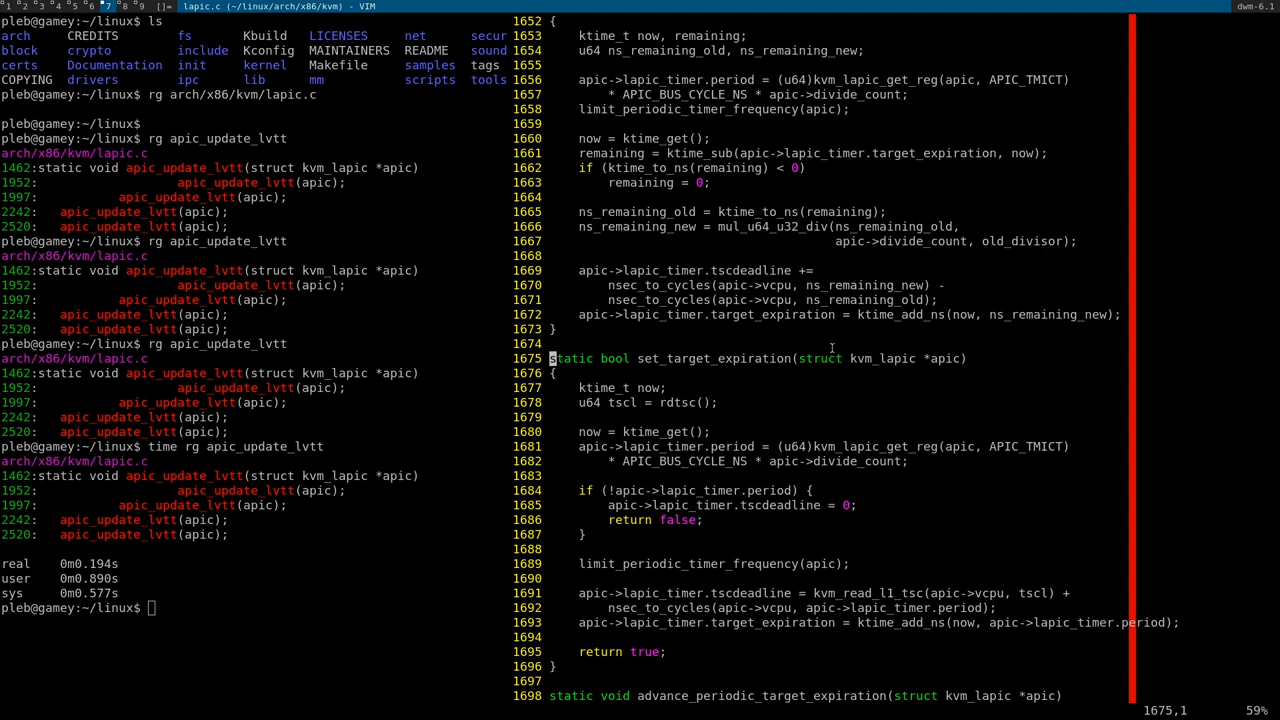 1 2 3 4 5 6 7 8 9 []= lapic.c (~/linux/arch/x86/kvm) - VIM dwm-6.1
pleb@gamey:~/linux$ ls
arch CREDITS fs Kbuild LICENSES net secur
block crypto include Kconfig MAINTAINERS README sound
certs Documentation init kernel Makefile samples tags
COPYING drivers ipc lib mm scripts tools
pleb@gamey:~/linux$ rg arch/x86/kvm/lapic.c
pleb@gamey:~/linux$
pleb@gamey:~/linux$ rg apic_update_lvtt
arch/x86/kvm/lapic.c
1462:static void apic_update_lvtt(struct kvm_lapic *apic)
1952: apic_update_lvtt(apic);
1997: apic_update_lvtt(apic);
2242: apic_update_lvtt(apic);
2520: apic_update_lvtt(apic);
pleb@gamey:~/linux$ rg apic_update_lvtt
arch/x86/kvm/lapic.c
1462:static void apic_update_lvtt(struct kvm_lapic *apic)
1952: apic_update_lvtt(apic);
1997: apic_update_lvtt(apic);
2242: apic_update_lvtt(apic);
2520: apic_update_lvtt(apic);
pleb@gamey:~/linux$ rg apic_update_lvtt
arch/x86/kvm/lapic.c
1462:static void apic_update_lvtt(struct kvm_lapic *apic)
1952: apic_update_lvtt(apic);
1997: apic_update_lvtt(apic);
2242: apic_update_lvtt(apic);
2520: apic_update_lvtt(apic);
pleb@gamey:~/linux$ time rg apic_update_lvtt
arch/x86/kvm/lapic.c
1462:static void apic_update_lvtt(struct kvm_lapic *apic)
1952: apic_update_lvtt(apic);
1997: apic_update_lvtt(apic);
2242: apic_update_lvtt(apic);
2520: apic_update_lvtt(apic);
real 0m0.194s
user 0m0.890s
sys 0m0.577s
pleb@gamey:~/linux$
1652 {
1653 ktime_t now, remaining;
1654 u64 ns_remaining_old, ns_remaining_new;
1655
1656 apic->lapic_timer.period = (u64)kvm_lapic_get_reg(apic, APIC_TMICT)
1657 * APIC_BUS_CYCLE_NS * apic->divide_count;
1658 limit_periodic_timer_frequency(apic);
1659
1660 now = ktime_get();
1661 remaining = ktime_sub(apic->lapic_timer.target_expiration, now);
1662 if (ktime_to_ns(remaining) < 0)
1663 remaining = 0;
1664
1665 ns_remaining_old = ktime_to_ns(remaining);
1666 ns_remaining_new = mul_u64_u32_div(ns_remaining_old,
1667 apic->divide_count, old_divisor);
1668
1669 apic->lapic_timer.tscdeadline +=
1670 nsec_to_cycles(apic->vcpu, ns_remaining_new) -
1671 nsec_to_cycles(apic->vcpu, ns_remaining_old);
1672 apic->lapic_timer.target_expiration = ktime_add_ns(now, ns_remaining_new);
1673 }
1674
1675 static bool set_target_expiration(struct kvm_lapic *apic)
1676 {
1677 ktime_t now;
1678 u64 tscl = rdtsc();
1679
1680 now = ktime_get();
1681 apic->lapic_timer.period = (u64)kvm_lapic_get_reg(apic, APIC_TMICT)
1682 * APIC_BUS_CYCLE_NS * apic->divide_count;
1683
1684 if (!apic->lapic_timer.period) {
1685 apic->lapic_timer.tscdeadline = 0;
1686 return false;
1687 }
1688
1689 limit_periodic_timer_frequency(apic);
1690
1691 apic->lapic_timer.tscdeadline = kvm_read_l1_tsc(apic->vcpu, tscl) +
1692 nsec_to_cycles(apic->vcpu, apic->lapic_timer.period);
1693 apic->lapic_timer.target_expiration = ktime_add_ns(now, apic->lapic_timer.period);
1694
1695 return true;
1696 }
1697
1698 static void advance_periodic_target_expiration(struct kvm_lapic *apic)
1675,1 59%